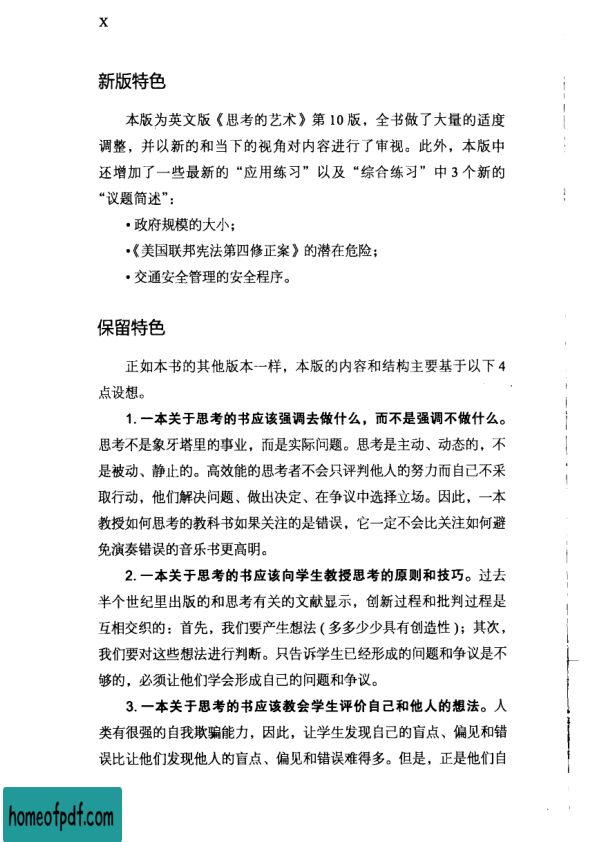 X
新版特色
本版为英文版《思考的艺术》第 10 版，全书做了大量的适度
调整，并以新的和当下的视角对内容进行了审视。此外，本版中
还增加了一些最新的“应用练习”以及“综合练习”中 3 个新的
“议题简述”：
• 政府规模的大小；
•《美国联邦宪法第四修正案》的潜在危险；
• 交通安全管理的安全程序。
保留特色
正如本书的其他版本一样，本版的内容和结构主要基于以下 4
点设想。
1. 一本关于思考的书应该强调去做什么，而不是强调不做什么。
思考不是象牙塔里的事业，而是实际问题。思考是主动、动态的，不
是被动、静止的。高效能的思考者不会只评判他人的努力而自己不采
取行动，他们解决问题、做出决定、在争议中选择立场。因此，一本
教授如何思考的教科书如果关注的是错误，它一定不会比关注如何避
免演奏错误的音乐书更高明。
2. 一本关于思考的书应该向学生教授思考的原则和技巧。过去
半个世纪里出版的和思考有关的文献显示，创新过程和批判过程是
互相交织的：首先，我们要产生想法 ( 多多少少具有创造性 )；其次，
我们要对这些想法进行判断。只告诉学生已经形成的问题和争议是不
够的，必须让他们学会形成自己的问题和争议。
3. 一本关于思考的书应该教会学生评价自己和他人的想法。人
类有很强的自我欺骗能力，因此，让学生发现自己的盲点、偏见和错
误比让他们发现他人的盲点、偏见和错误难得多。但是，正是他们自
homeofpdf.com